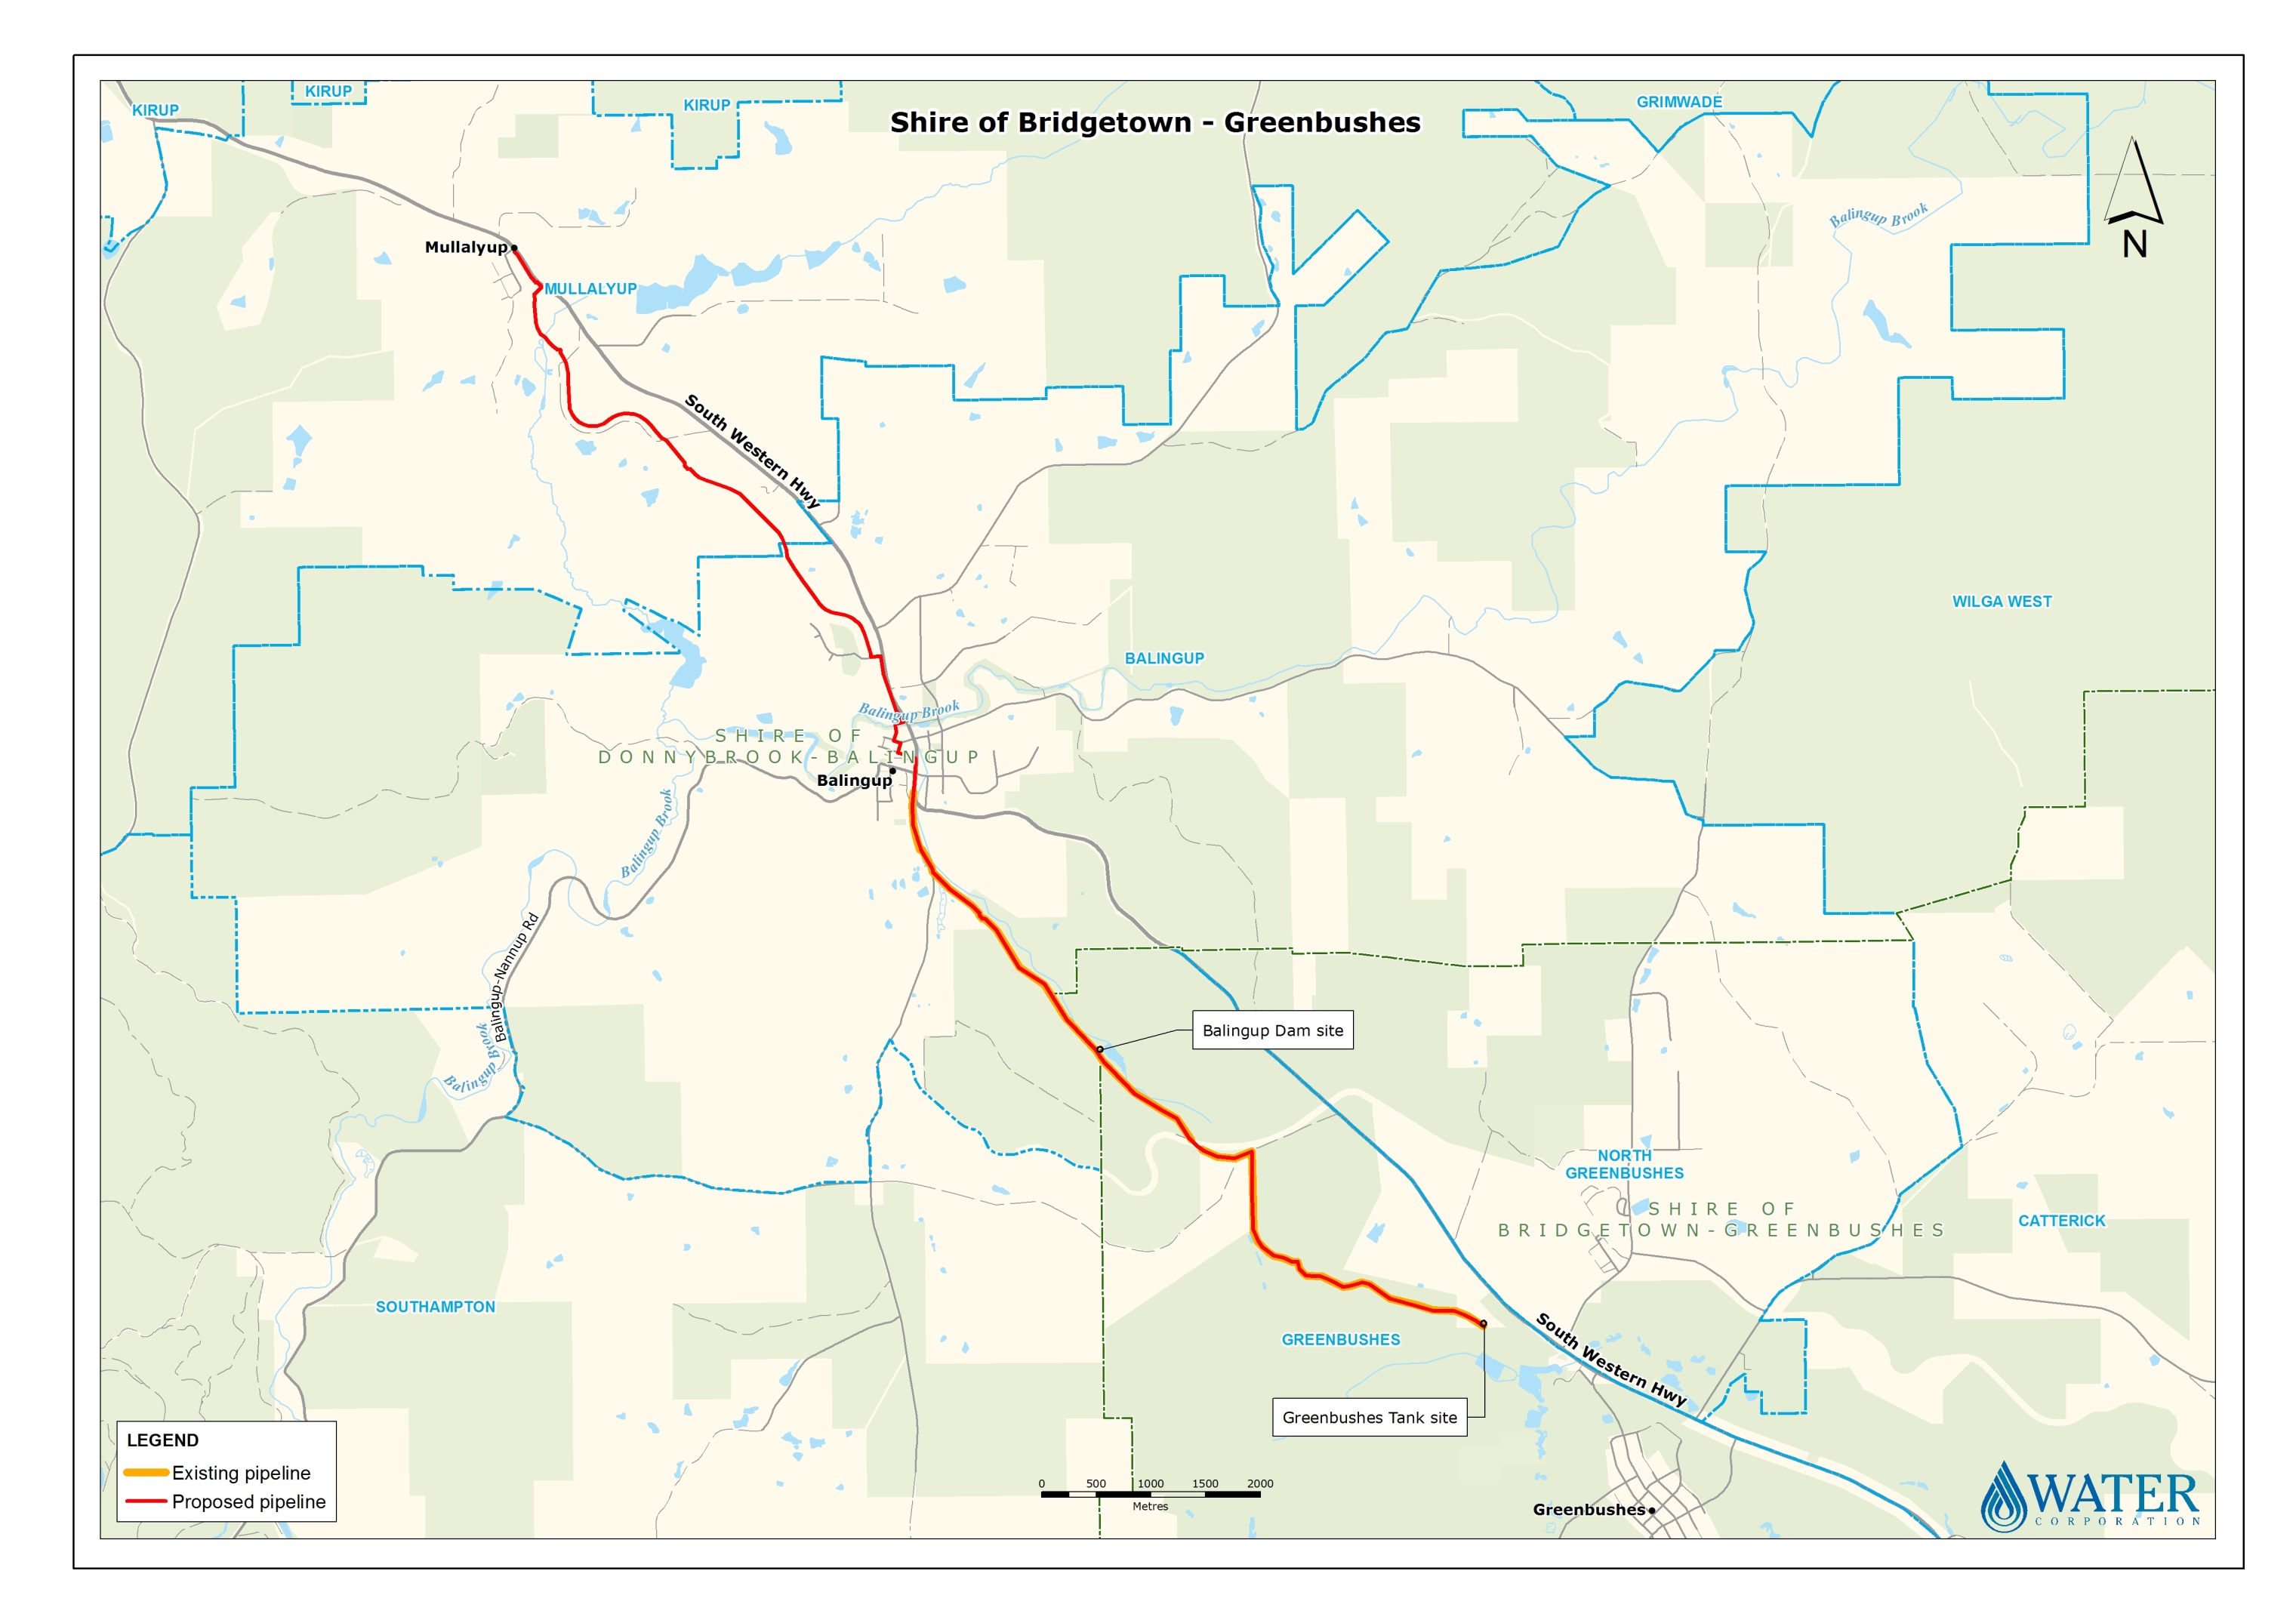 KIRUP
KIRUP
KIRUP
Shire of Bridgetown - Greenbushes
GRIMWADE
Balingup Brook
N
Mullalyup
MULLALYUP
South Western Hwy
WILGA WEST
BALINGUP
Balingup Brook
SHIRE OF
DONNYBROOK-BALINGUP
Balingup
Balingup Brook
Balingup-Nannup Rd
Balingup Brook
Balingup Dam site
NORTH
GREENBUSHES
SHIRE OF
BRIDGETOWN-GREENBUSHES
CATTERICK
SOUTHAMPTON
GREENBUSHES
South Western Hwy
Greenbushes Tank site
LEGEND
Existing pipeline
Proposed pipeline
0 500 1000 1500 2000
Metres
Greenbushes
WATER
CORPORATION